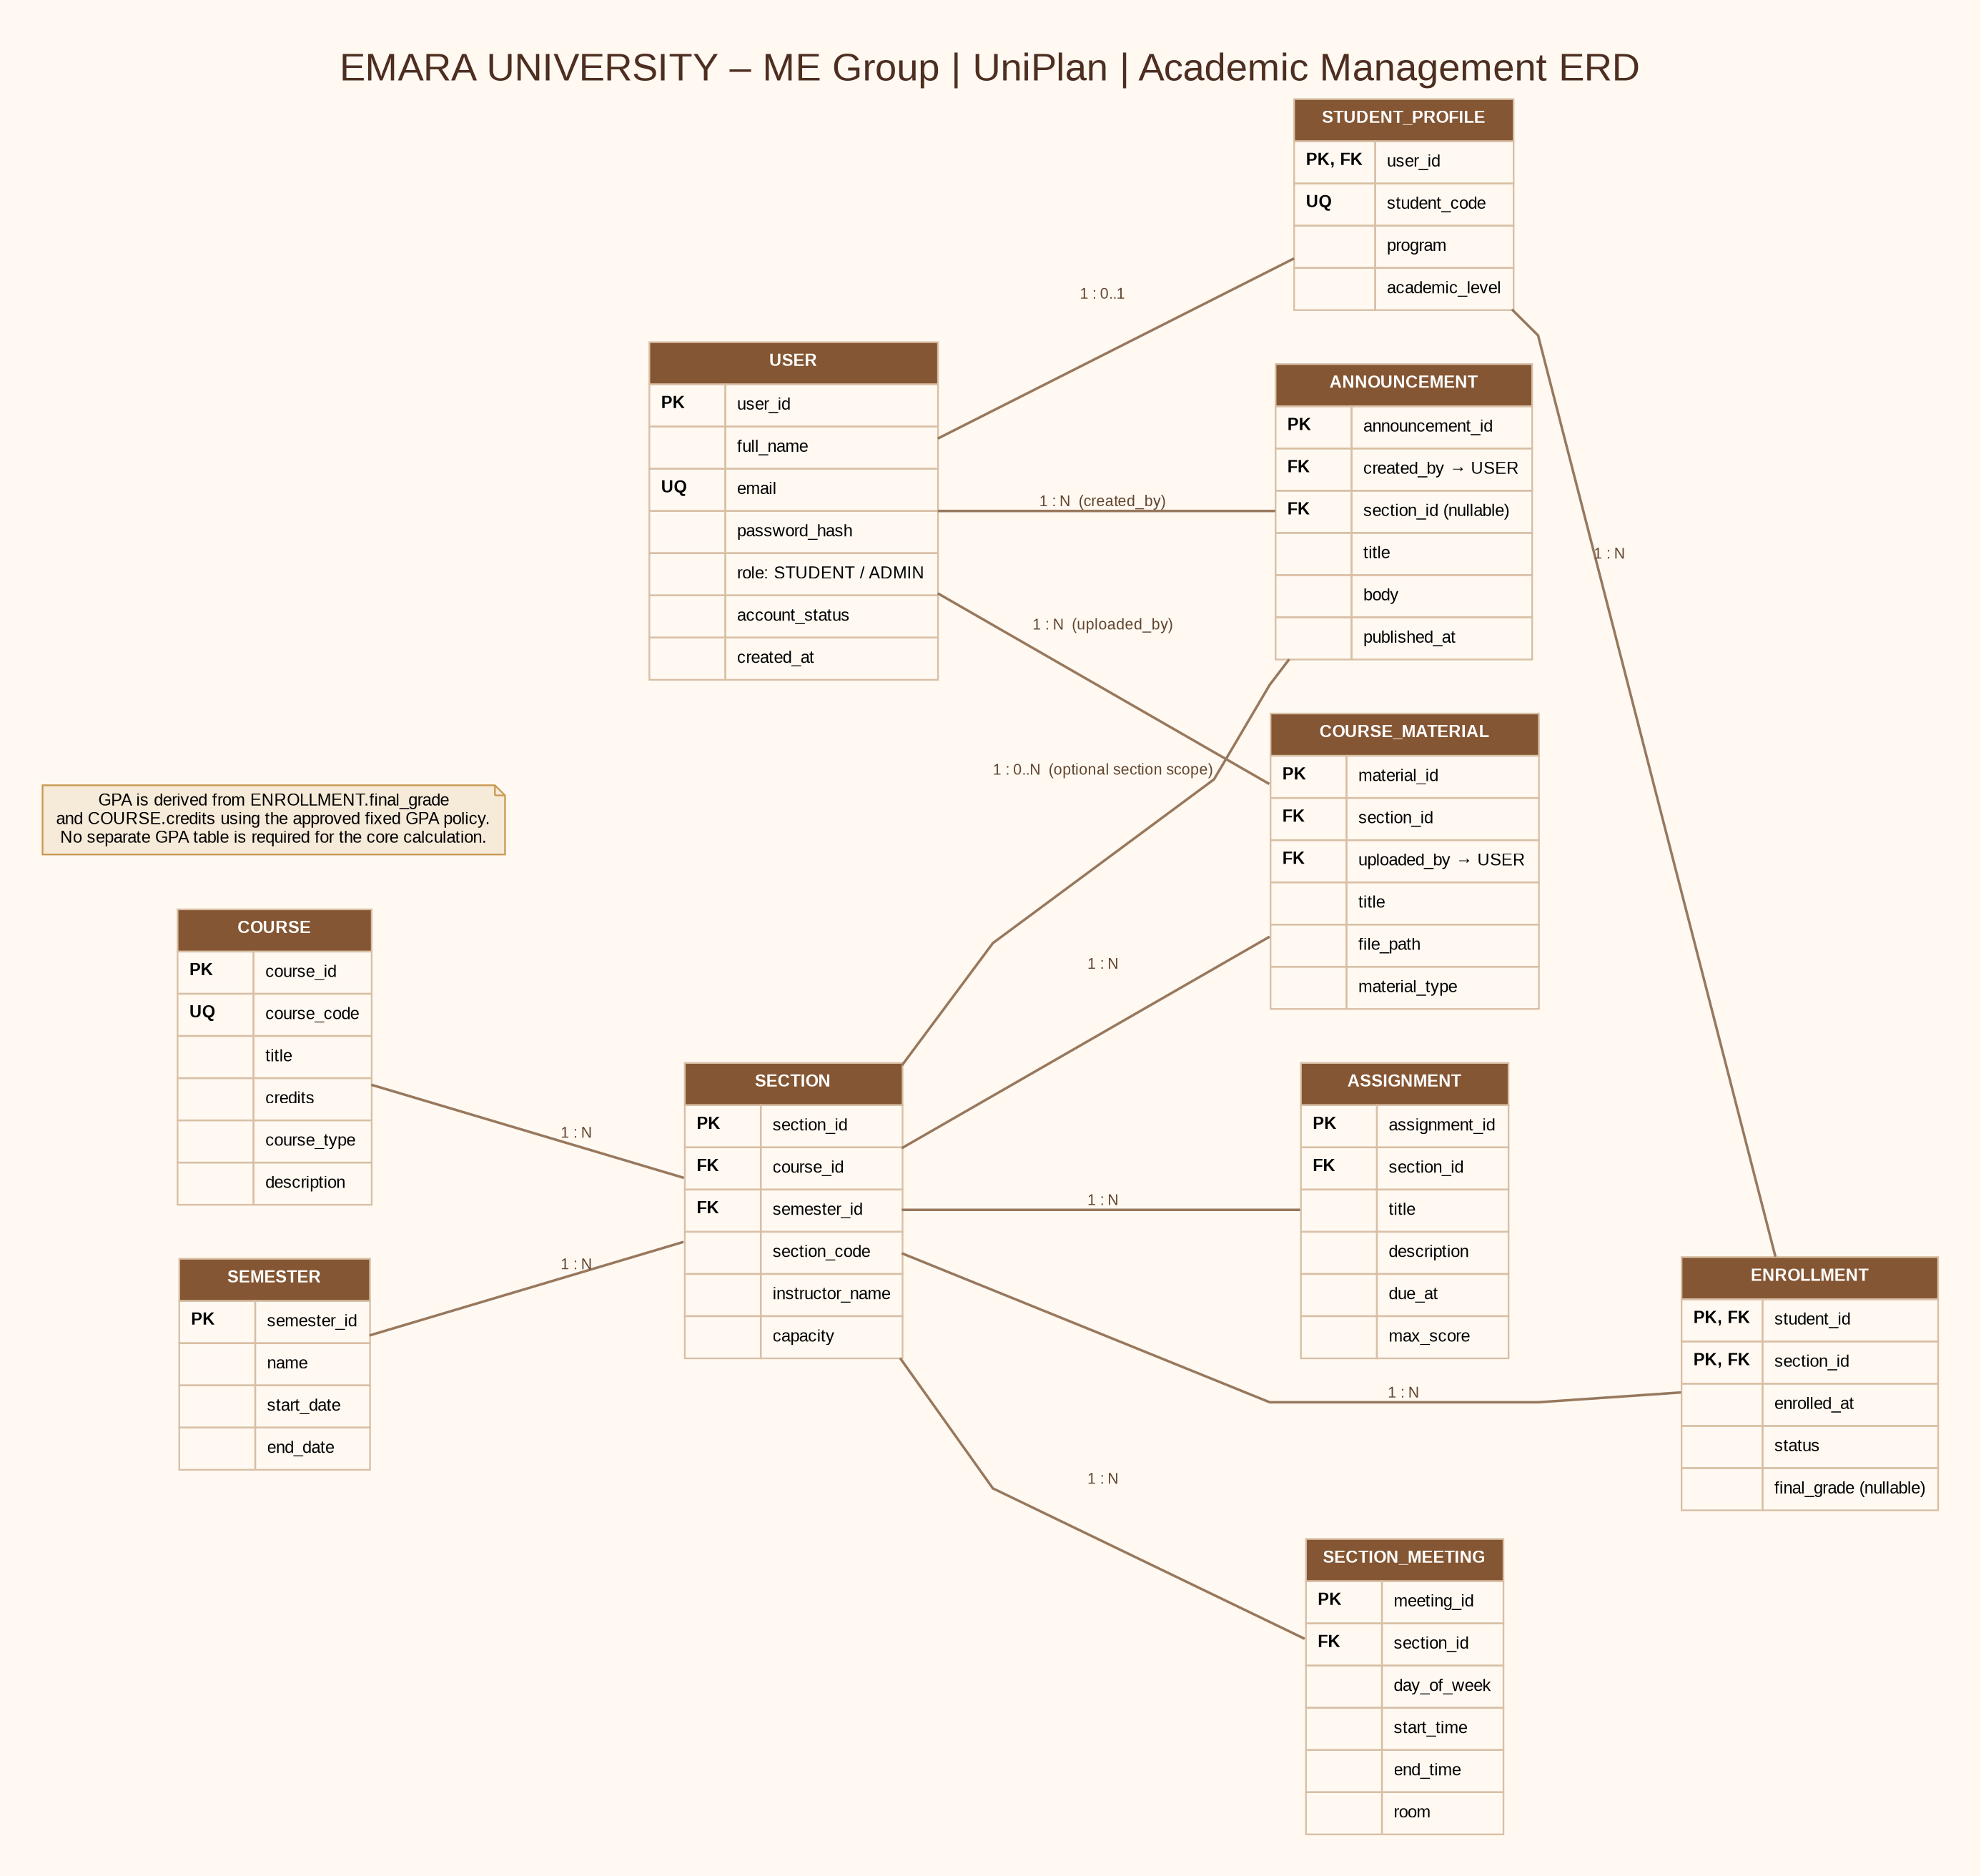 EMARA UNIVERSITY – ME Group | UniPlan | Academic Management ERD
STUDENT_PROFILE
PK, FK user_id
UQ student_code
program
academic_level
1 : 0..1
USER
PK user_id
full_name
UQ email
password_hash
role: STUDENT / ADMIN
account_status
created_at
1 : N (created_by)
ANNOUNCEMENT
PK announcement_id
FK created_by → USER
FK section_id (nullable)
title
body
published_at
1 : N
1 : N (uploaded_by)
1 : 0..N (optional section scope)
COURSE_MATERIAL
PK material_id
FK section_id
FK uploaded_by → USER
title
file_path
material_type
GPA is derived from ENROLLMENT.final_grade
and COURSE.credits using the approved fixed GPA policy.
No separate GPA table is required for the core calculation.
COURSE
PK course_id
UQ course_code
title
credits
course_type
description
1 : N
1 : N
SECTION
PK section_id
FK course_id
FK semester_id
section_code
instructor_name
capacity
1 : N
ASSIGNMENT
PK assignment_id
FK section_id
title
description
due_at
max_score
SEMESTER
PK semester_id
name
start_date
end_date
1 : N
ENROLLMENT
PK, FK student_id
PK, FK section_id
enrolled_at
status
final_grade (nullable)
1 : N
1 : N
SECTION_MEETING
PK meeting_id
FK section_id
day_of_week
start_time
end_time
room